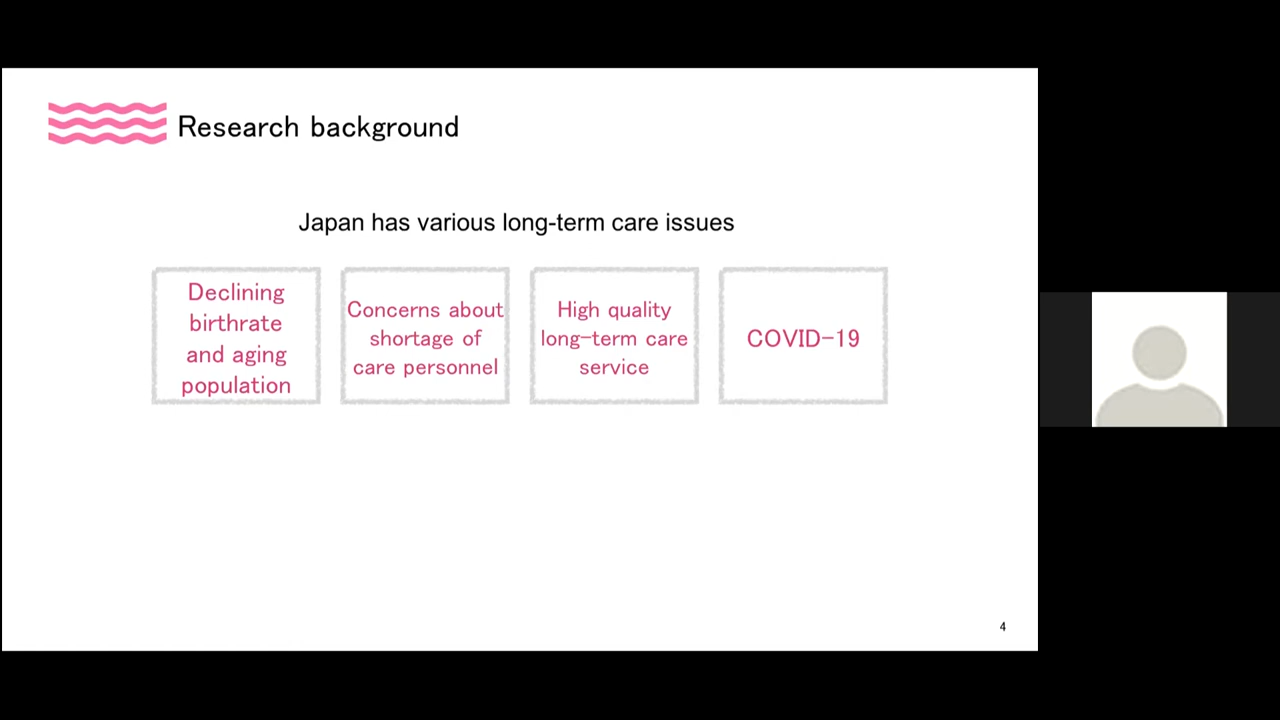 Research background
Japan has various long-term care issues
Declining
birthrate
and aging
population
Concerns about
shortage of
care personnel
High quality
long-term care
service
COVID-19
4